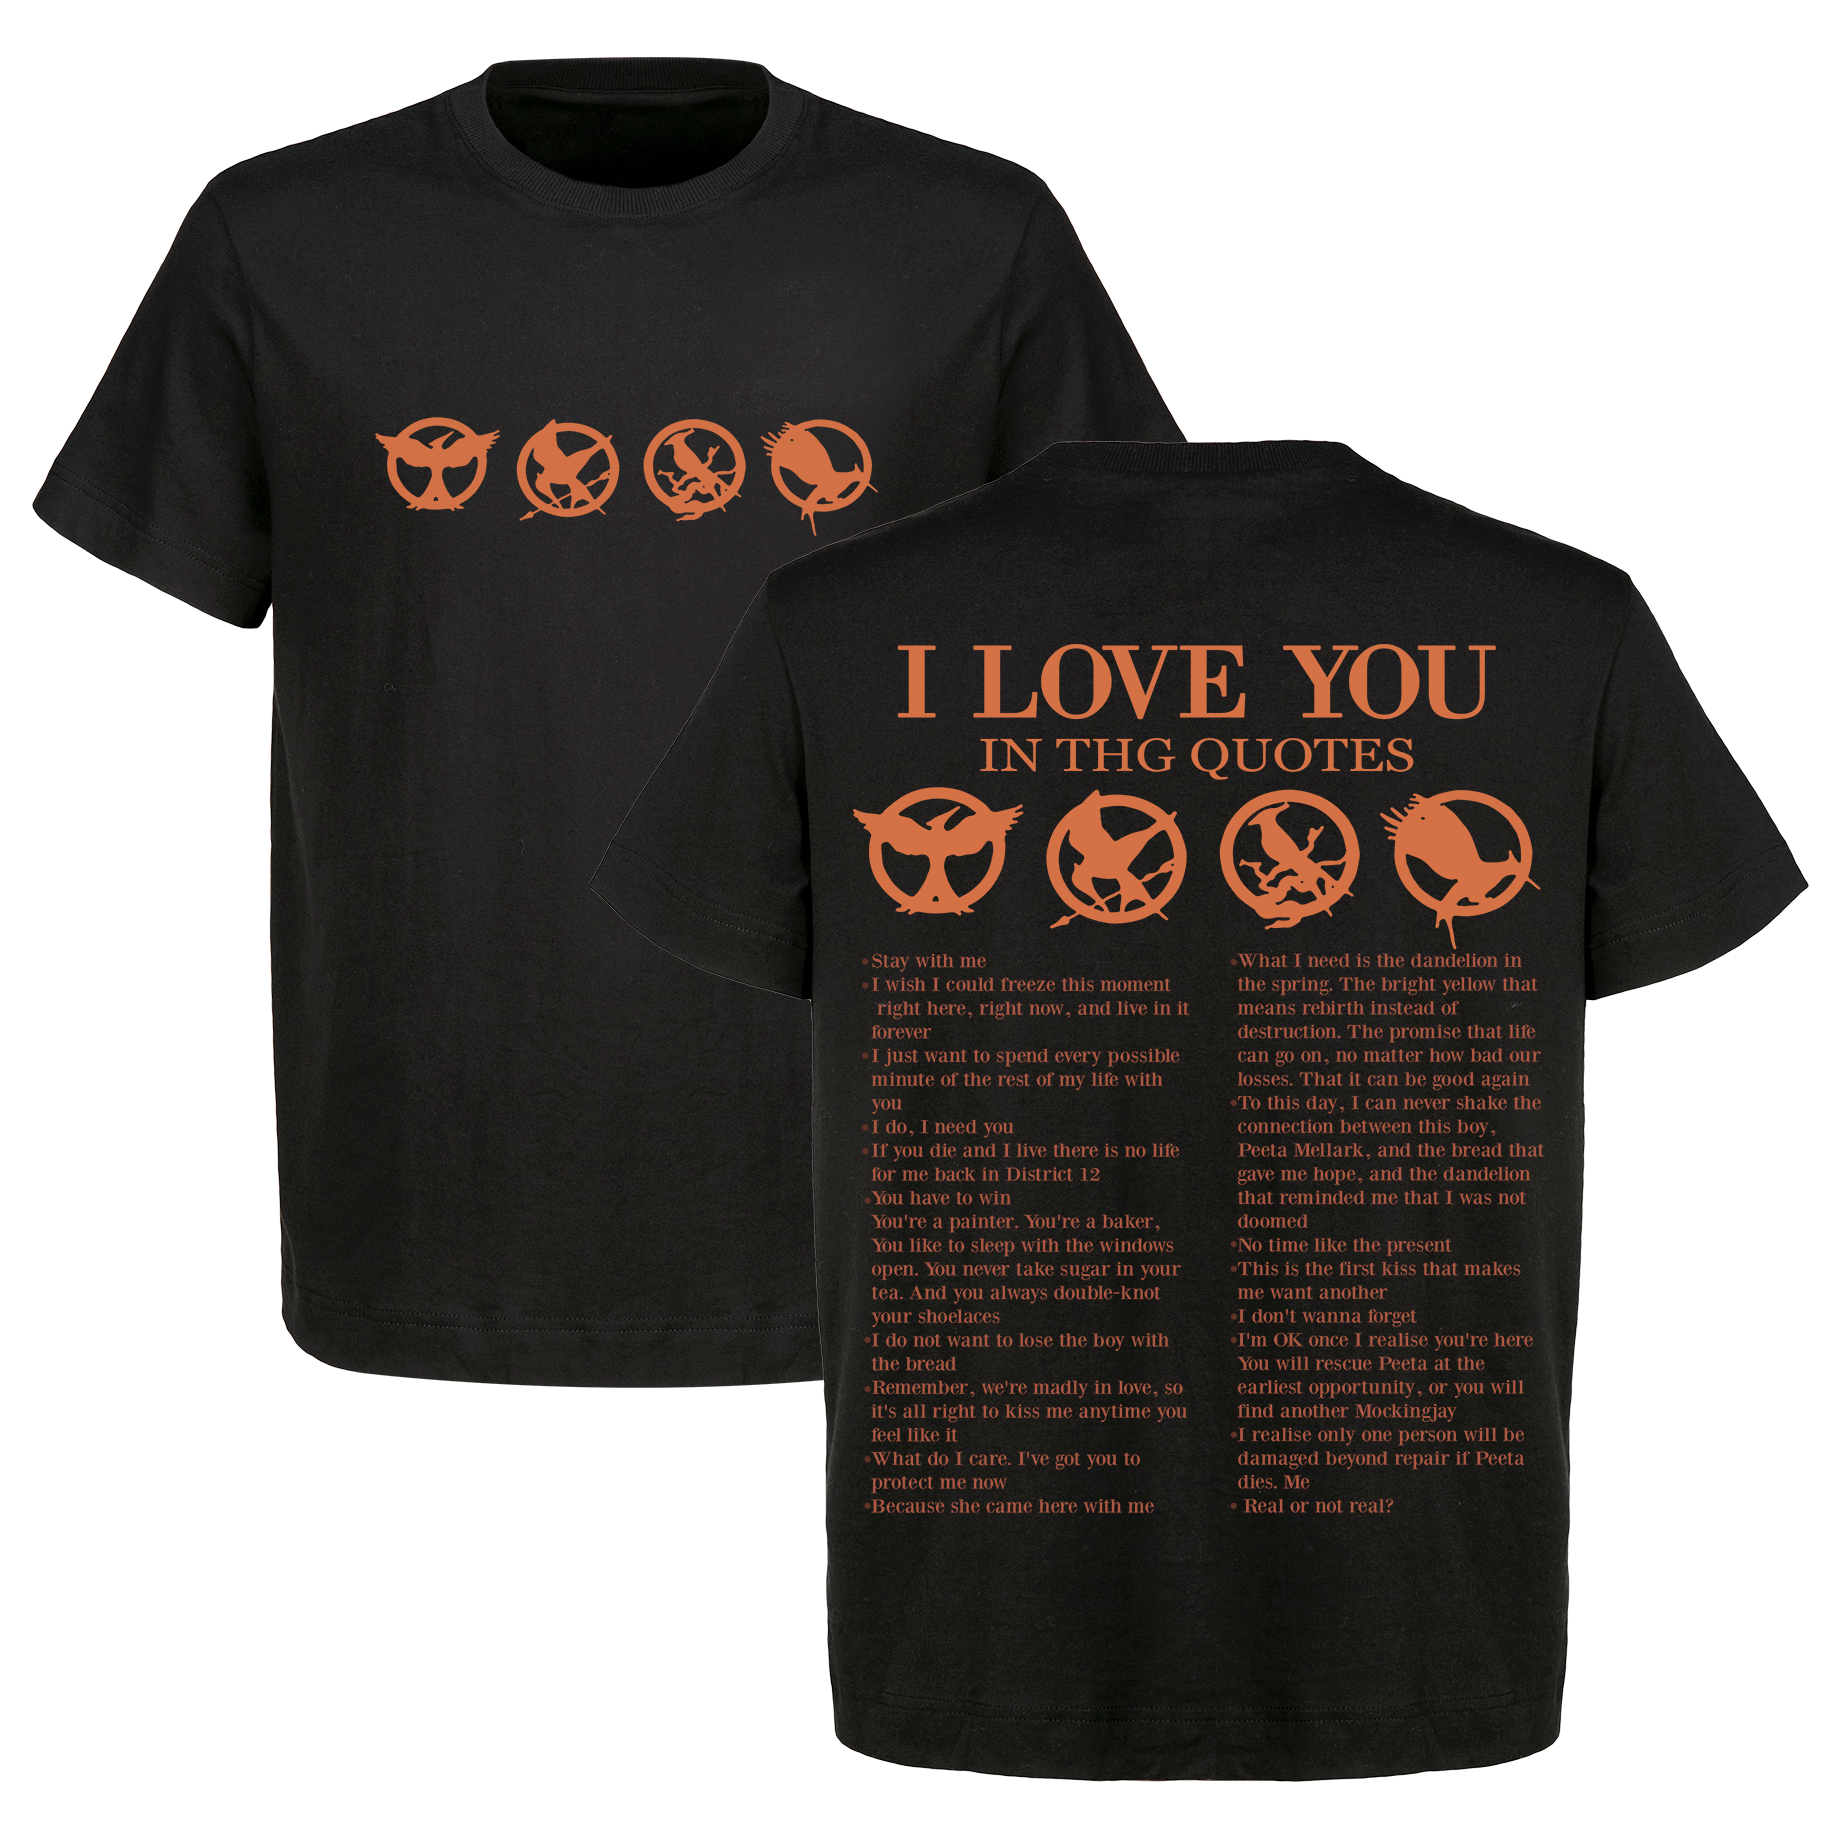 I LOVE YOU
IN THG QUOTES
•Stay with me
•I wish I could freeze this moment
right here, right now, and live in it
forever
•I just want to spend every possible
minute of the rest of my life with
you
•I do, I need you
•If you die and I live there is no life
for me back in District 12
•You have to win
You're a painter. You're a baker,
You like to sleep with the windows
open. You never take sugar in your
tea. And you always double-knot
your shoelaces
•I do not want to lose the boy with
the bread
•Remember, we're madly in love, so
it's all right to kiss me anytime you
feel like it
•What do I care. I've got you to
protect me now
•Because she came here with me
•What I need is the dandelion in
the spring. The bright yellow that
means rebirth instead of
destruction. The promise that life
can go on, no matter how bad our
losses. That it can be good again
•To this day, I can never shake the
connection between this boy,
Peeta Mellark, and the bread that
gave me hope, and the dandelion
that reminded me that I was not
doomed
•No time like the present
•This is the first kiss that makes
me want another
•I don't wanna forget
•I'm OK once I realise you're here
You will rescue Peeta at the
earliest opportunity, or you will
find another Mockingjay
•I realise only one person will be
damaged beyond repair if Peeta
dies. Me
• Real or not real?